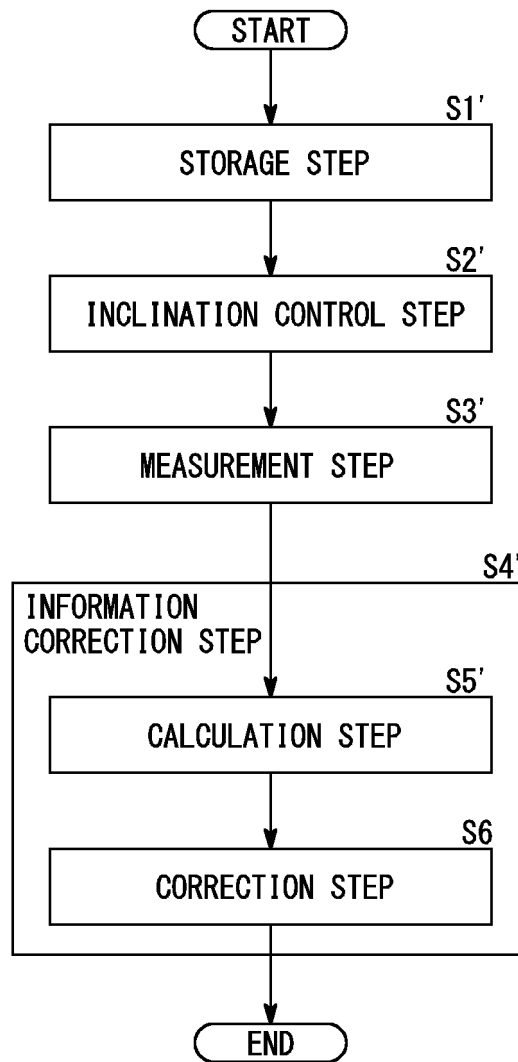 START
S1'
STORAGE STEP
S2'
INCLINATION CONTROL STEP
S3'
MEASUREMENT STEP
S4'
INFORMATION
CORRECTION STEP
S5'
CALCULATION STEP
S6
CORRECTION STEP
END